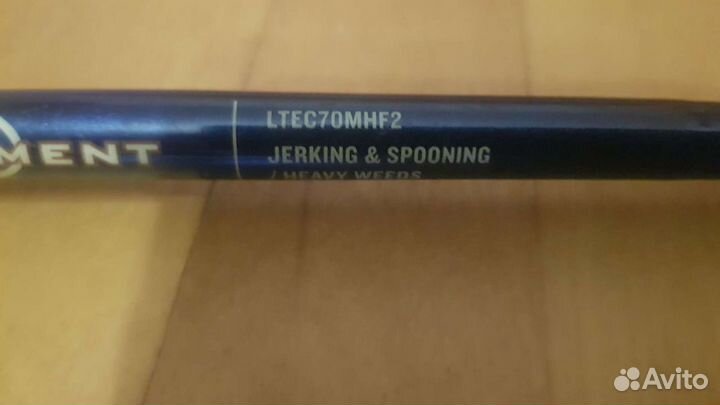 MENT
LTEC70MHF2
JERKING & SPOONING
/ HEAVY WEEDS
Avito